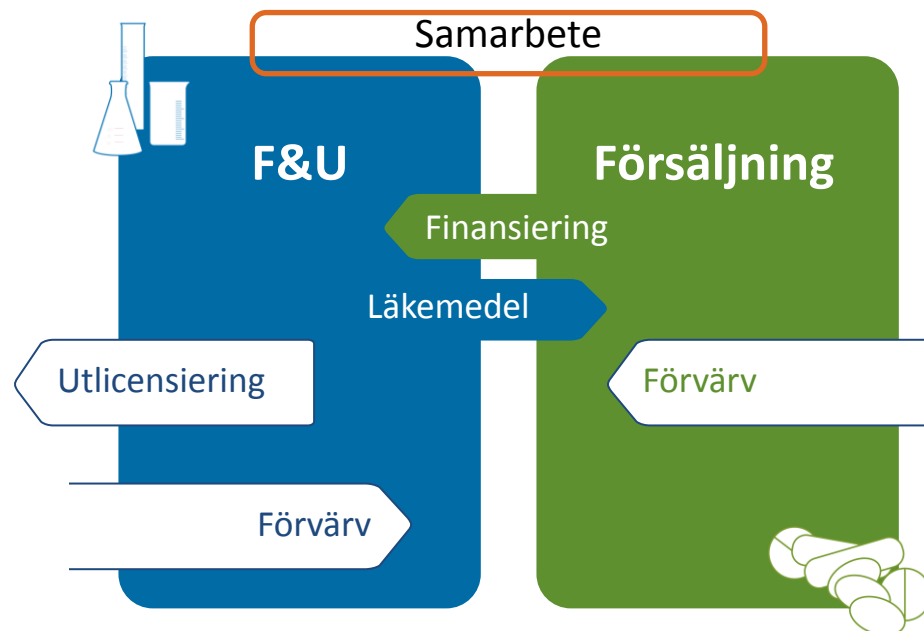 Samarbete
F&U
Försäljning
Finansiering
Läkemedel
Utlicensiering
Förvärv
Förvärv